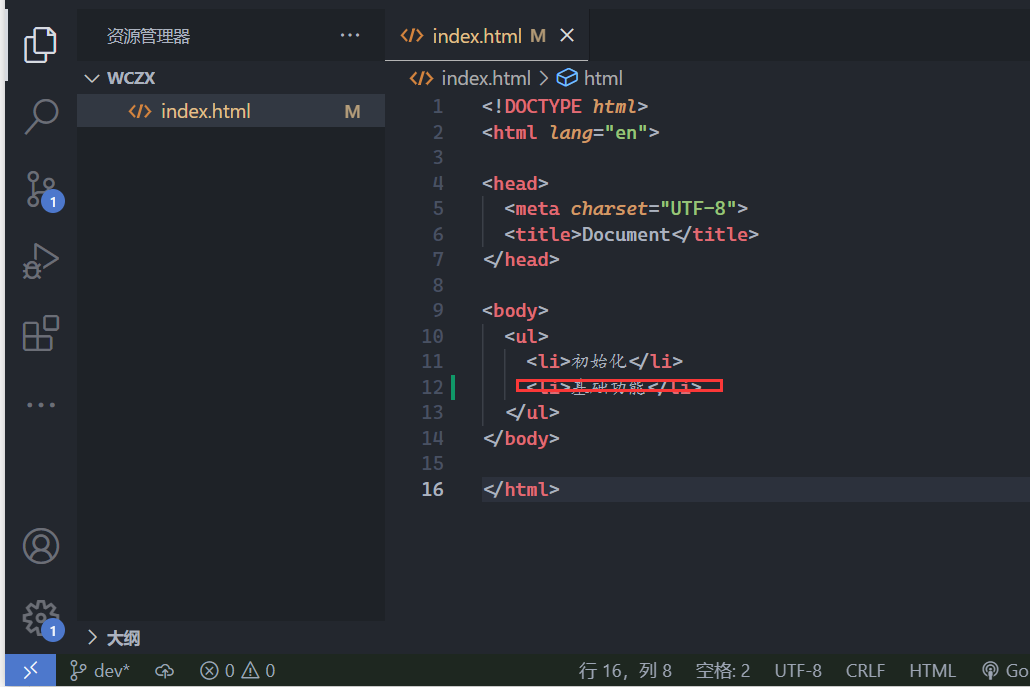 资源管理器 ···
index.html M ×
WCZX
index.html M
index.html > html
1 <!DOCTYPE html>
2 <html lang="en">
3
4 <head>
5 <meta charset="UTF-8">
6 <title>Document</title>
7 </head>
8
9 <body>
10 <ul>
11 <li>初始化</li>
12 <li>基础功能</li>
13 </ul>
14 </body>
15
16 </html>
1
1
大纲
dev* 0 0 行 16，列 8 空格: 2 UTF-8 CRLF HTML Go